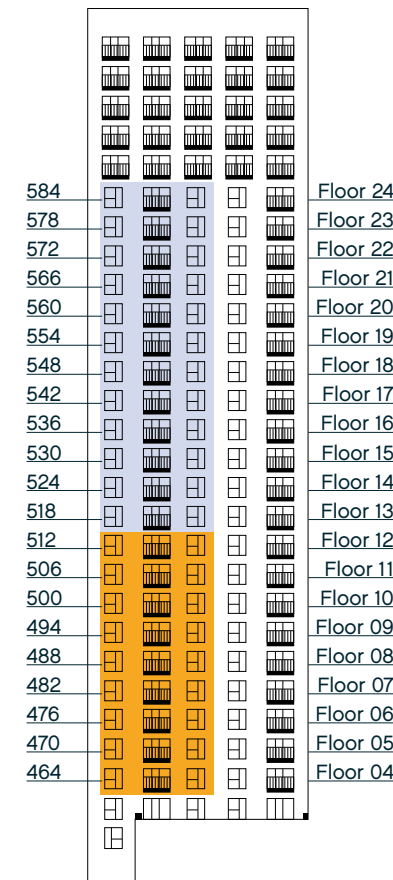 584 Floor 24
578 Floor 23
572 Floor 22
566 Floor 21
560 Floor 20
554 Floor 19
548 Floor 18
542 Floor 17
536 Floor 16
530 Floor 15
524 Floor 14
518 Floor 13
512 Floor 12
506 Floor 11
500 Floor 10
494 Floor 09
488 Floor 08
482 Floor 07
476 Floor 06
470 Floor 05
464 Floor 04